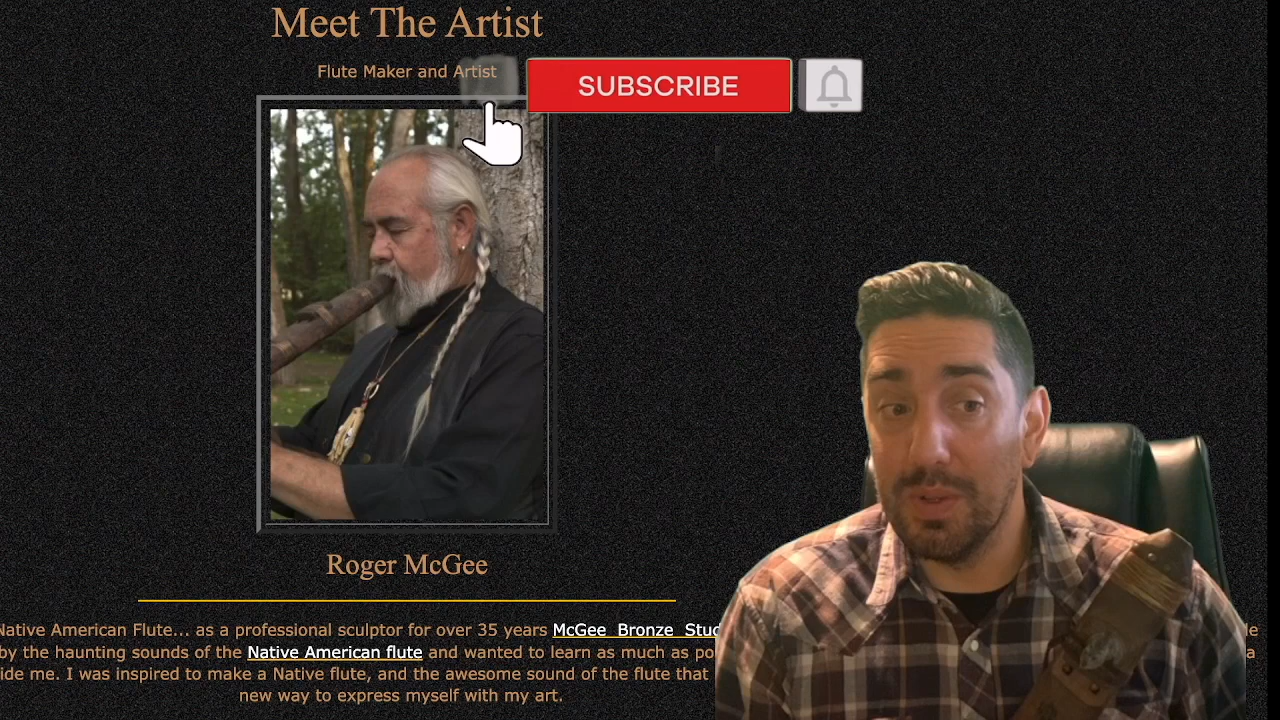 Meet The Artist
Flute Maker and Artist
SUBSCRIBE
Roger McGee
Native American Flute... as a professional sculptor for over 35 years McGee Bronze
by the haunting sounds of the Native American flute and wanted to learn as much as
me. I was inspired to make a Native flute, and the awesome sound of the flute that
new way to express myself with my art.